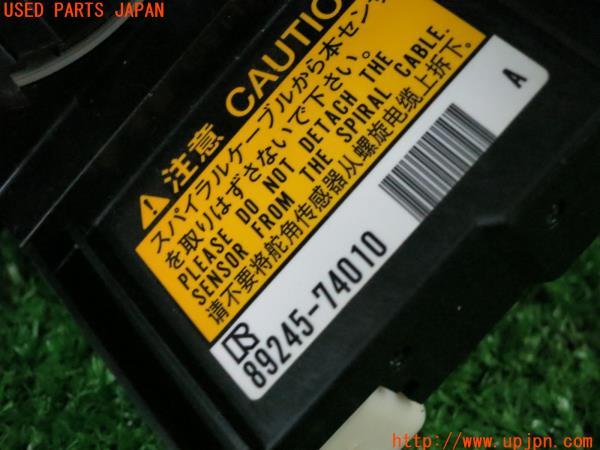 USED PARTS JAPAN
⚠注意 CAUTIO
スパイラルケーブルから本センサ
を取りはずさないで下さい。
PLEASE DO NOT DETACH THE
SENSOR FROM THE SPIRAL CABLE.
请不要将舵角传感器从螺旋电缆上拆下.
89245-74010
A
http://www.upjpn.com/